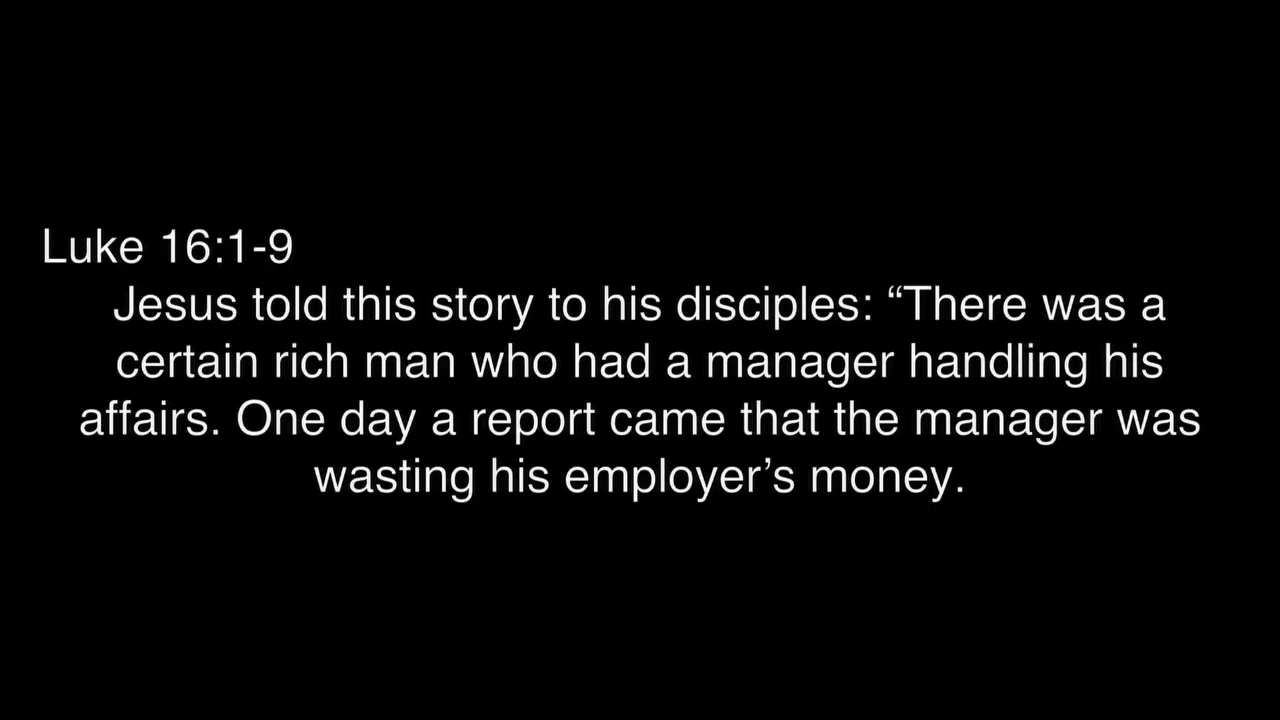 Luke 16:1-9
Jesus told this story to his disciples: “There was a
certain rich man who had a manager handling his
affairs. One day a report came that the manager was
wasting his employer’s money.